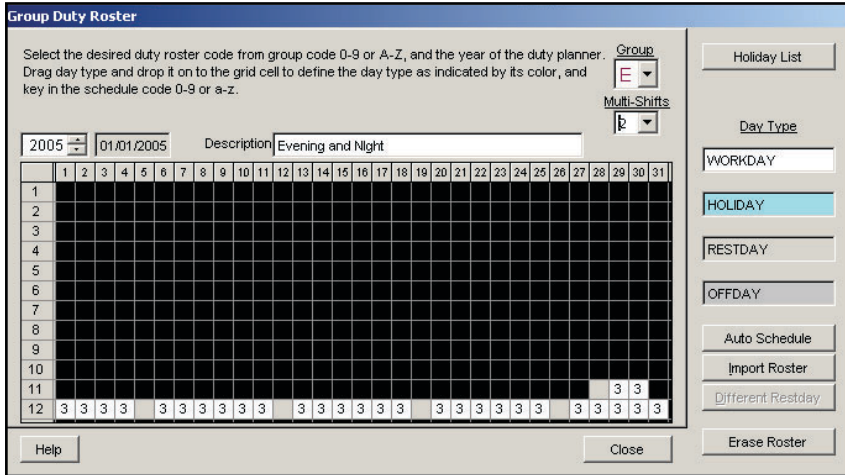 Group Duty Roster
Select the desired duty roster code from group code 0-9 or A-Z, and the year of the duty planner.
Drag day type and drop it on to the grid cell to define the day type as indicated by its color, and
key in the schedule code 0-9 or a-z.
Group
E
Multi-Shifts
2
2005 01/01/2005 Description Evening and NIght
1 2 3 4 5 6 7 8 9 10 11 12 13 14 15 16 17 18 19 20 21 22 23 24 25 26 27 28 29 30 31
1
2
3
4
5
6
7
8
9
10
11 3 3
12 3 3 3 3 3 3 3 3 3 3 3 3 3 3 3 3 3 3 3 3 3 3 3 3 3 3 3
Help
Close
Holiday List
Day Type
WORKDAY
HOLIDAY
RESTDAY
OFFDAY
Auto Schedule
Import Roster
Different Restday
Erase Roster